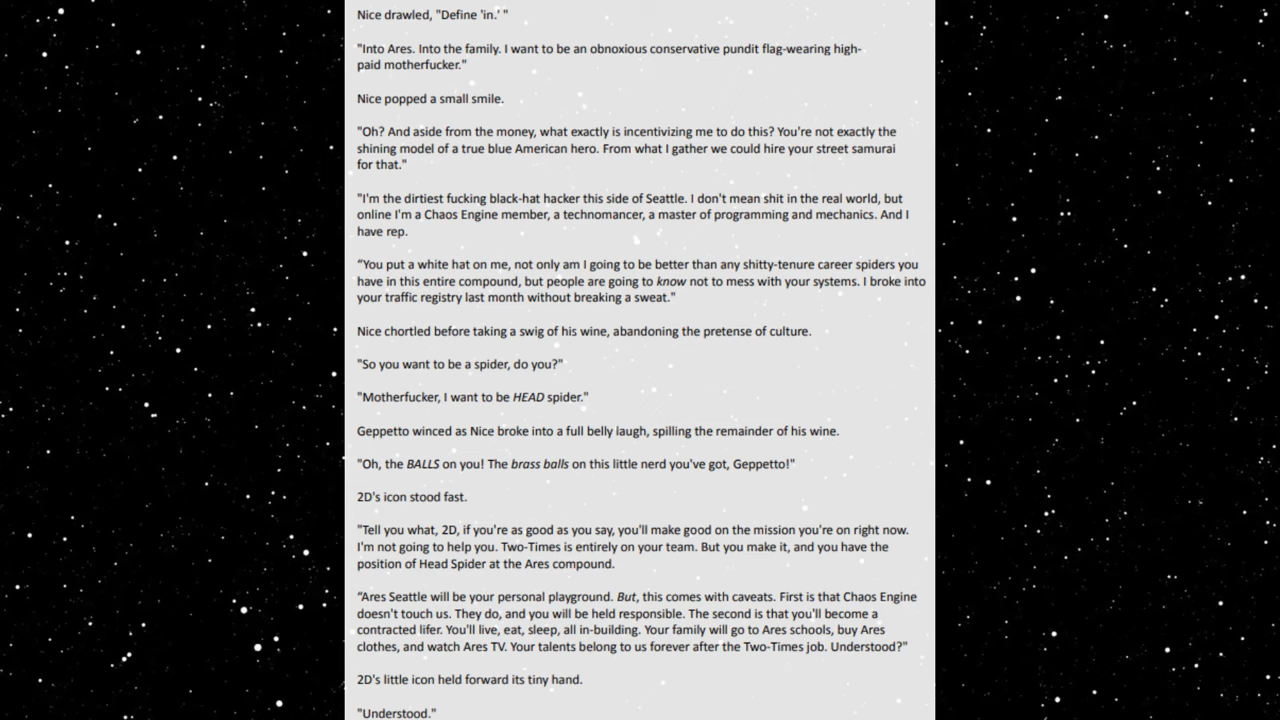 Nice drawled, "Define 'in.' "
"Into Ares. Into the family. I want to be an obnoxious conservative pundit flag-wearing high-
paid motherfucker."
Nice popped a small smile.
"Oh? And aside from the money, what exactly is incentivizing me to do this? You're not exactly the
shining model of a true blue American hero. From what I gather we could hire your street samurai
for that."
"I'm the dirtiest fucking black-hat hacker this side of Seattle. I don't mean shit in the real world, but
online I'm a Chaos Engine member, a technomancer, a master of programming and mechanics. And I
have rep.
“You put a white hat on me, not only am I going to be better than any shitty-tenure career spiders you
have in this entire compound, but people are going to know not to mess with your systems. I broke into
your traffic registry last month without breaking a sweat."
Nice chortled before taking a swig of his wine, abandoning the pretense of culture.
"So you want to be a spider, do you?"
"Motherfucker, I want to be HEAD spider."
Geppetto winced as Nice broke into a full belly laugh, spilling the remainder of his wine.
"Oh, the BALLS on you! The brass balls on this little nerd you've got, Geppetto!"
2D's icon stood fast.
"Tell you what, 2D, if you're as good as you say, you'll make good on the mission you're on right now.
I'm not going to help you. Two-Times is entirely on your team. But you make it, and you have the
position of Head Spider at the Ares compound.
“Ares Seattle will be your personal playground. But, this comes with caveats. First is that Chaos Engine
doesn't touch us. They do, and you will be held responsible. The second is that you'll become a
contracted lifer. You'll live, eat, sleep, all in-building. Your family will go to Ares schools, buy Ares
clothes, and watch Ares TV. Your talents belong to us forever after the Two-Times job. Understood?"
2D's little icon held forward its tiny hand.
"Understood."